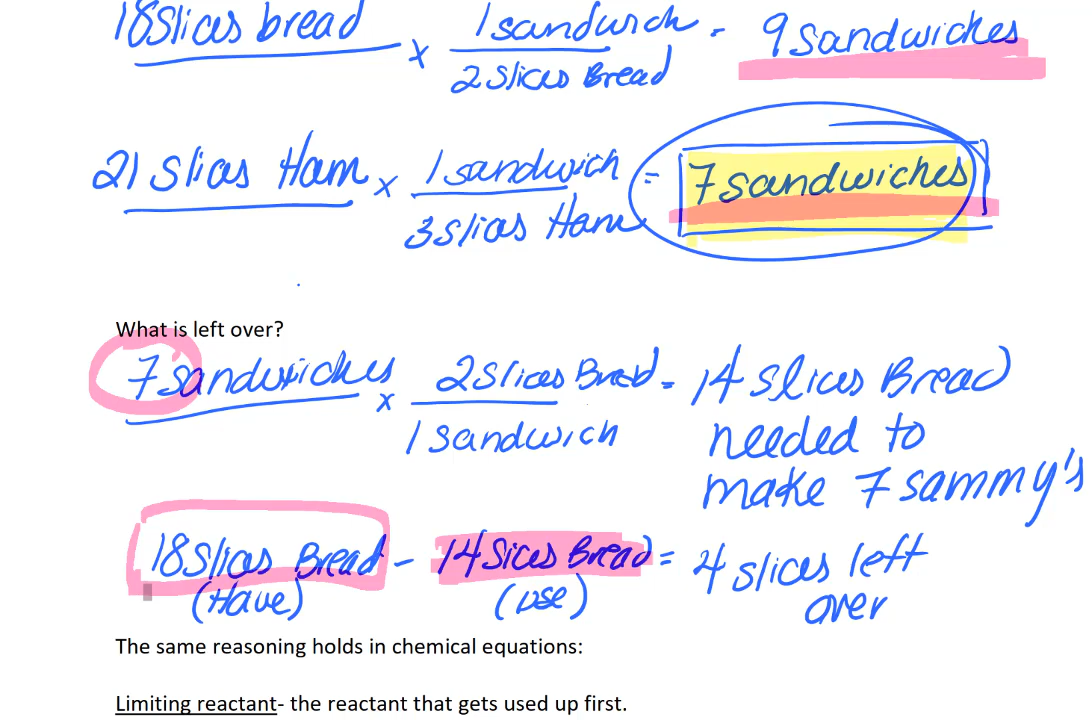 18 Slices bread × 1 sandwich = 9 sandwiches
2 Slices Bread
21 Slices Ham × 1 sandwich = 7 sandwiches
3 slices Ham
What is left over?
7 sandwiches × 2 slices Bread = 14 slices Bread
1 sandwich needed to
make 7 sammy's
18 Slices Bread - 14 Sices Bread = 4 slices left
(Have) (Use) over
The same reasoning holds in chemical equations:
Limiting reactant- the reactant that gets used up first.